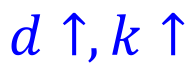 d ↑, k ↑